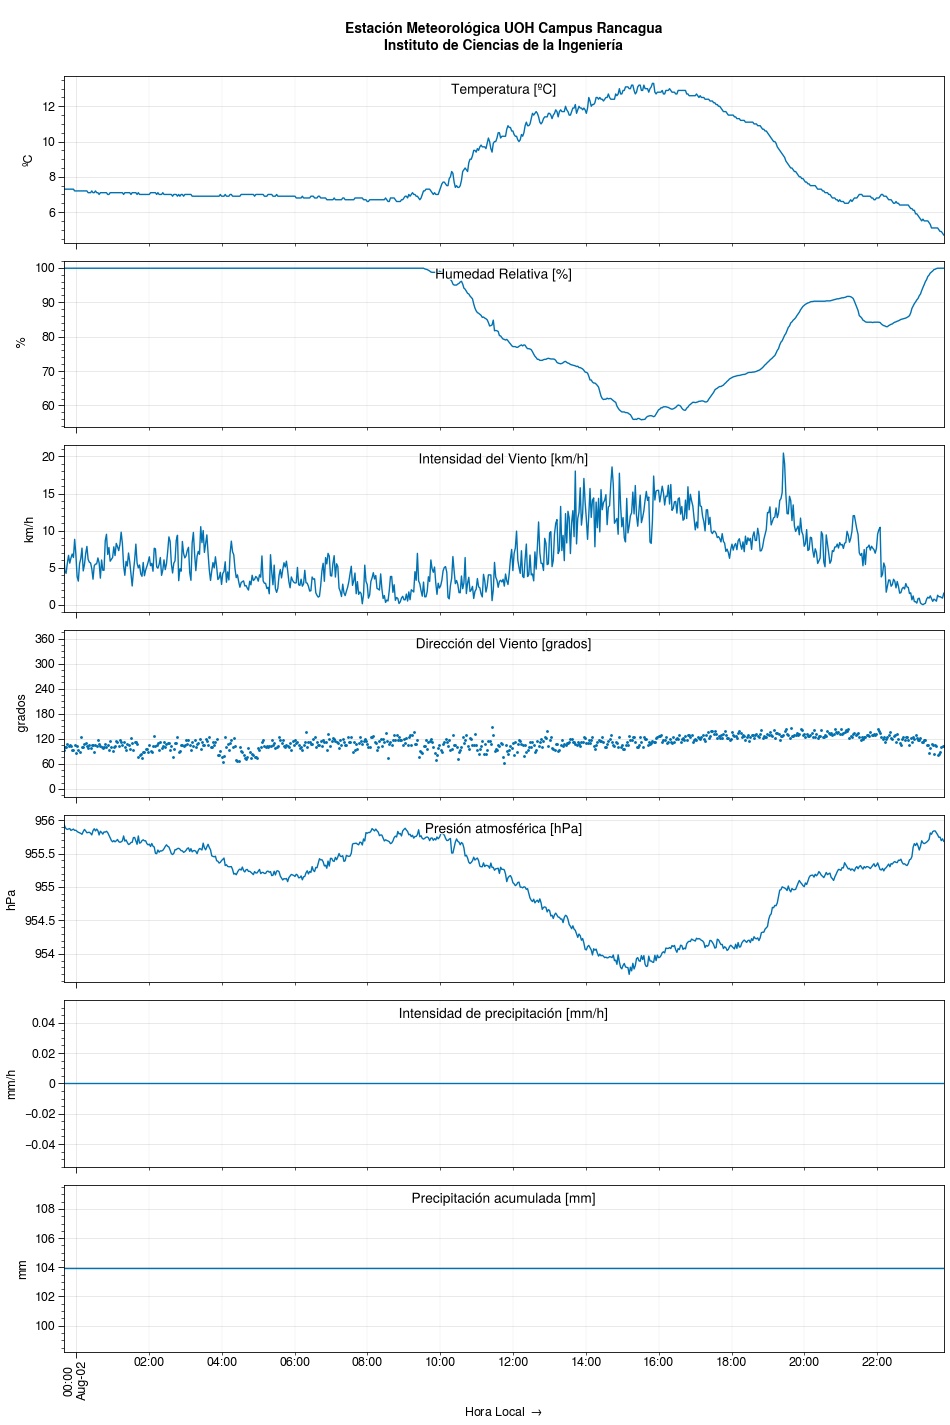 Estación Meteorológica UOH Campus Rancagua
Instituto de Ciencias de la Ingeniería
Temperatura [ºC]
12
10
8
6
ºC
Humedad Relativa [%]
100
90
80
70
60
%
Intensidad del Viento [km/h]
20
15
10
5
0
km/h
Dirección del Viento [grados]
360
300
240
180
120
60
0
grados
Presión atmosférica [hPa]
956
955.5
955
954.5
954
hPa
Intensidad de precipitación [mm/h]
0.04
0.02
0
−0.02
−0.04
mm/h
Precipitación acumulada [mm]
108
106
104
102
100
mm
00:00
Aug-02
02:00
04:00
06:00
08:00
10:00
12:00
14:00
16:00
18:00
20:00
22:00
Hora Local →